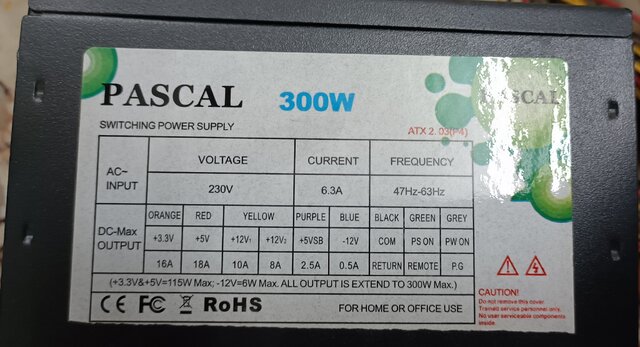 PASCAL 300W
PASCAL
SWITCHING POWER SUPPLY
ATX 2.03(P4)
AC~ INPUT VOLTAGE CURRENT FREQUENCY
230V 6.3A 47Hz-63Hz
DC-Max OUTPUT ORANGE RED YELLOW PURPLE BLUE BLACK GREEN GREY
+3.3V +5V +12V1 +12V2 +5VSB -12V COM PS ON PW ON
16A 18A 10A 8A 2.5A 0.5A RETURN REMOTE P.G
(+3.3V&+5V=115W Max; -12V=6W Max. ALL OUTPUT IS EXTEND TO 300W Max.)
CE FC RoHS FOR HOME OR OFFICE USE
CAUTION!
Do not remove this cover.
Trained service personnel only.
No user serviceable components
inside.